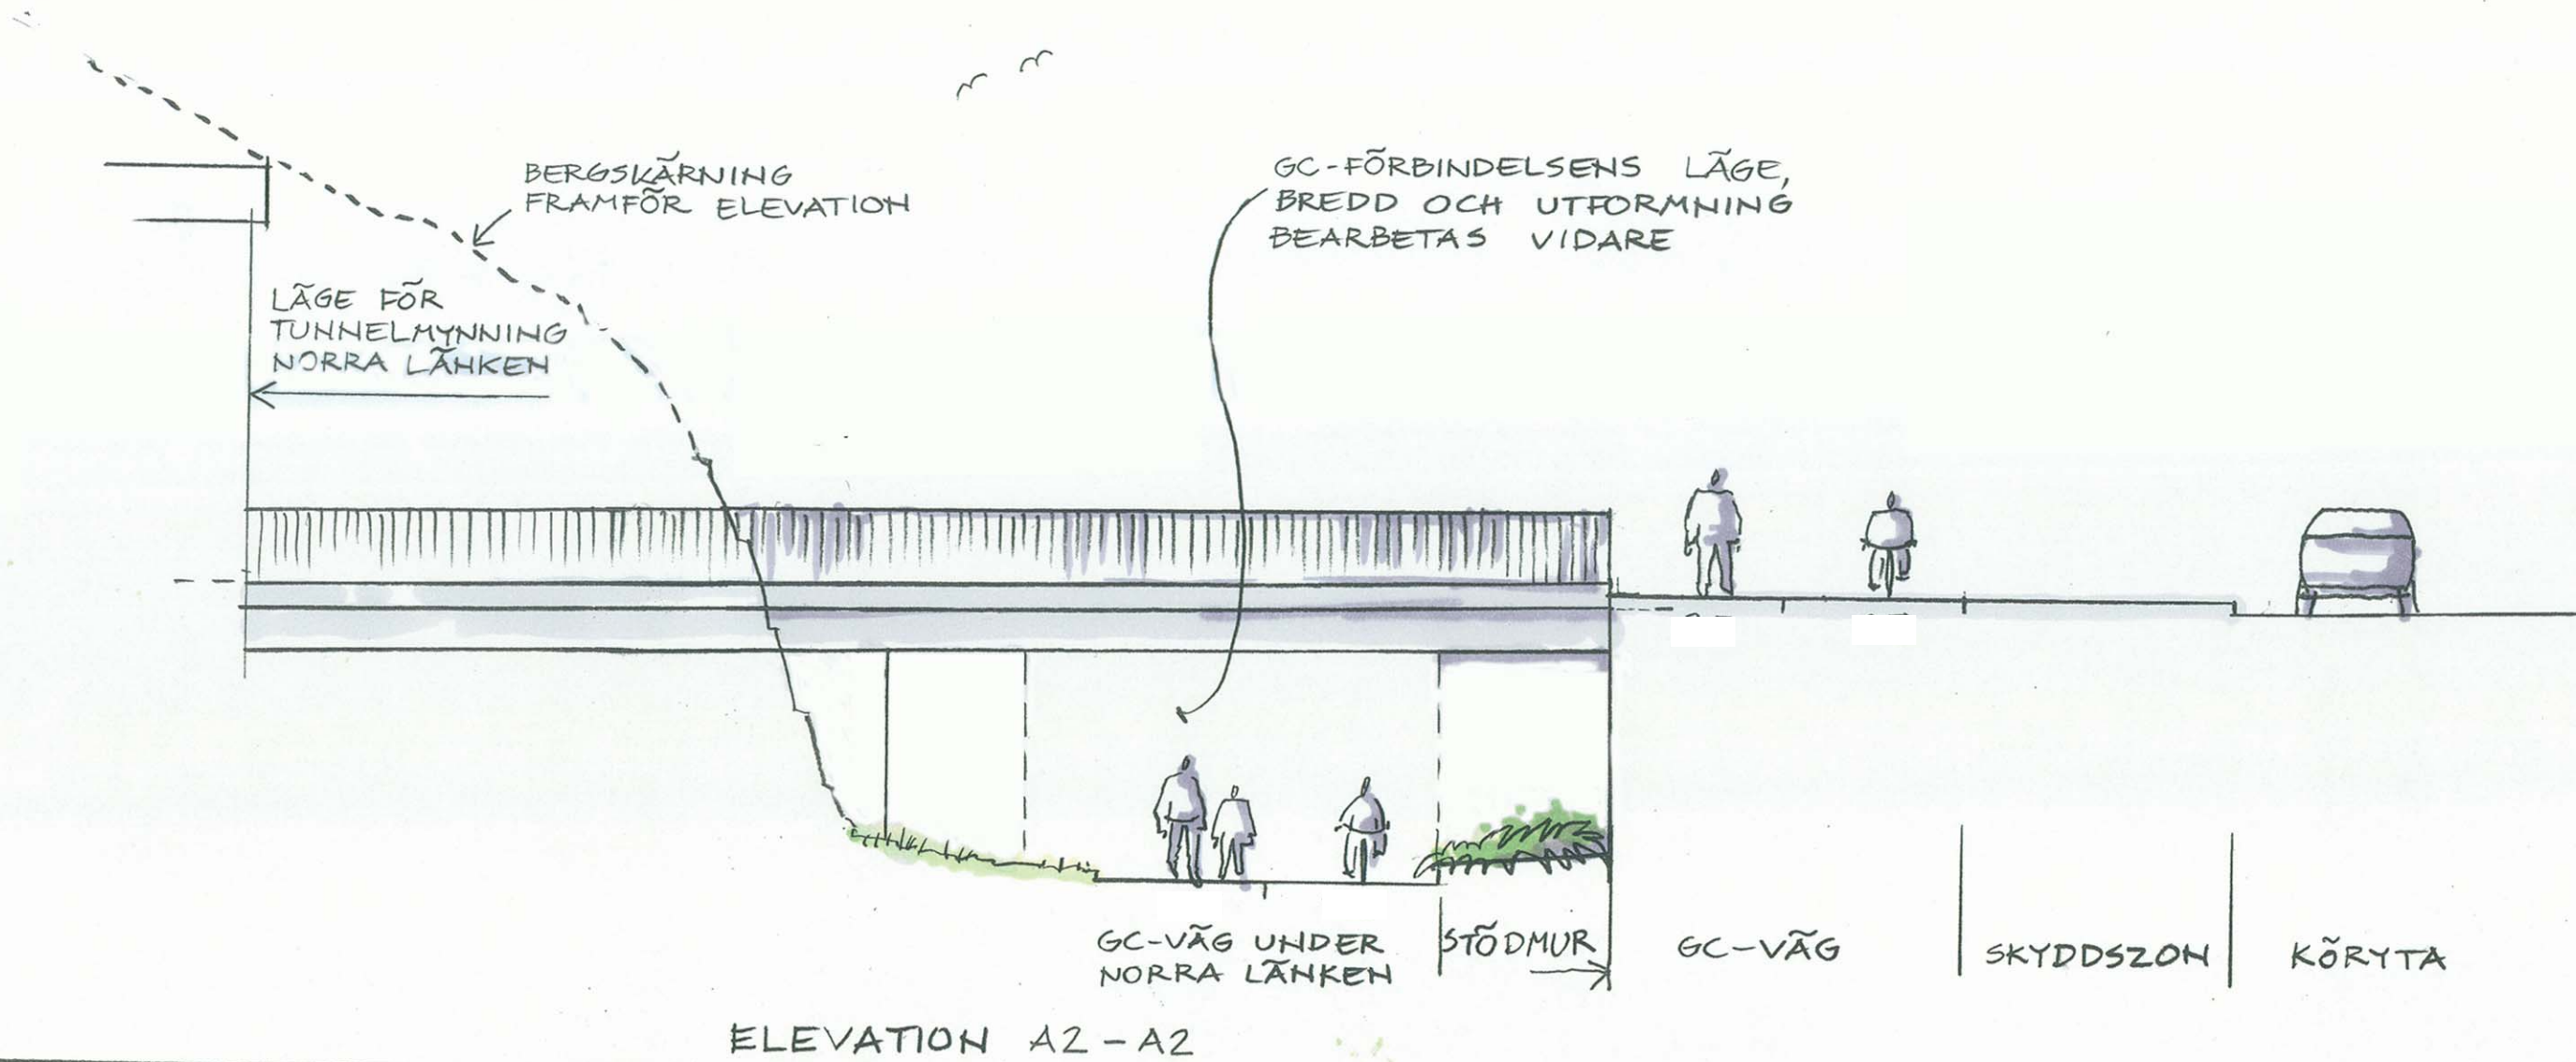 BERGSKÄRNING
FRAMFÖR ELEVATION
GC-FÖRBINDELSENS LÄGE,
BREDD OCH UTFORMNING
BEARBETAS VIDARE
LÄGE FÖR
TUNNELMYNNING
NORRA LÄNKEN
GC-VÄG UNDER
NORRA LÄNKEN
STÖDMUR
GC-VÄG
SKYDDSZON
KÖRYTA
ELEVATION A2-A2